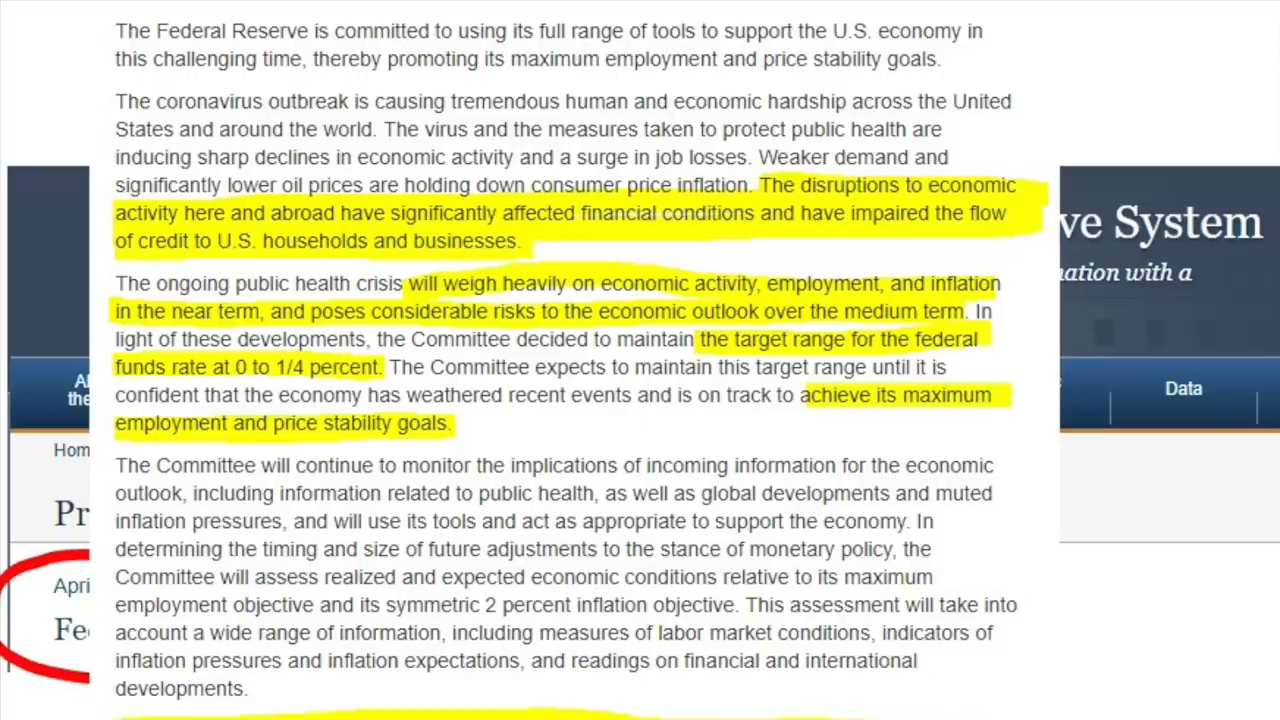 The Federal Reserve is committed to using its full range of tools to support the U.S. economy in
this challenging time, thereby promoting its maximum employment and price stability goals.
The coronavirus outbreak is causing tremendous human and economic hardship across the United
States and around the world. The virus and the measures taken to protect public health are
inducing sharp declines in economic activity and a surge in job losses. Weaker demand and
significantly lower oil prices are holding down consumer price inflation. The disruptions to economic
activity here and abroad have significantly affected financial conditions and have impaired the flow
of credit to U.S. households and businesses.
The ongoing public health crisis will weigh heavily on economic activity, employment, and inflation
in the near term, and poses considerable risks to the economic outlook over the medium term. In
light of these developments, the Committee decided to maintain the target range for the federal
funds rate at 0 to 1/4 percent. The Committee expects to maintain this target range until it is
confident that the economy has weathered recent events and is on track to achieve its maximum
employment and price stability goals.
The Committee will continue to monitor the implications of incoming information for the economic
outlook, including information related to public health, as well as global developments and muted
inflation pressures, and will use its tools and act as appropriate to support the economy. In
determining the timing and size of future adjustments to the stance of monetary policy, the
Committee will assess realized and expected economic conditions relative to its maximum
employment objective and its symmetric 2 percent inflation objective. This assessment will take into
account a wide range of information, including measures of labor market conditions, indicators of
inflation pressures and inflation expectations, and readings on financial and international
developments.
ve System
with a
Data
Hom
Pr
Apri
Fe